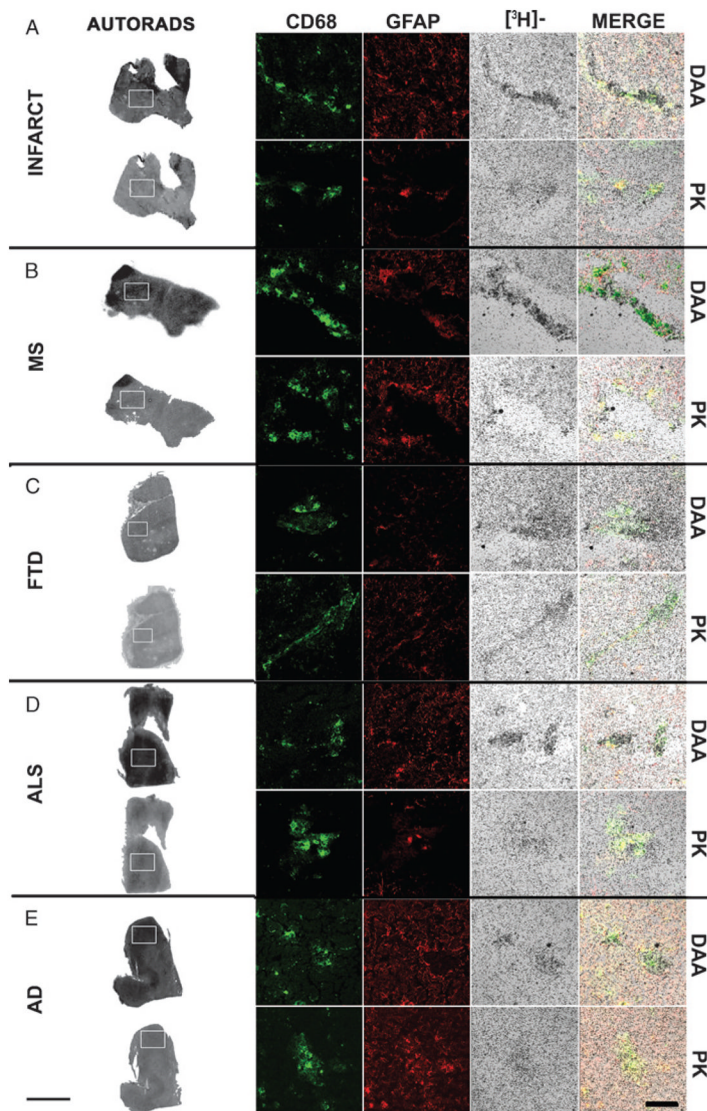 A AUTORADS CD68 GFAP [³H]- MERGE
INFARCT
DAA
PK
B
MS
DAA
PK
C
FTD
DAA
PK
D
ALS
DAA
PK
E
AD
DAA
PK